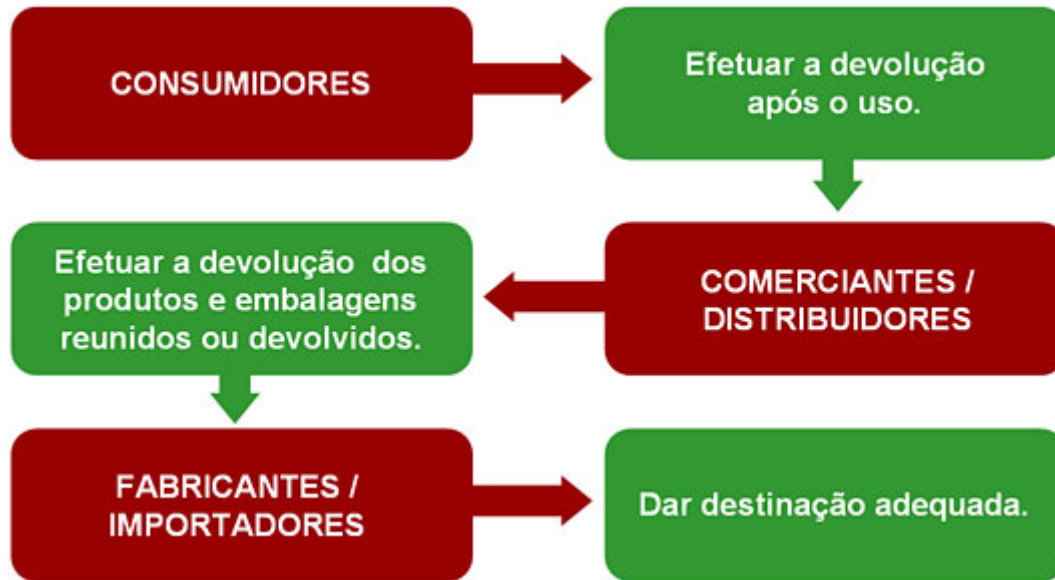 CONSUMIDORES
Efetuar a devolução
após o uso.
COMERCIANTES /
DISTRIBUIDORES
Efetuar a devolução dos
produtos e embalagens
reunidos ou devolvidos.
FABRICANTES /
IMPORTADORES
Dar destinação adequada.